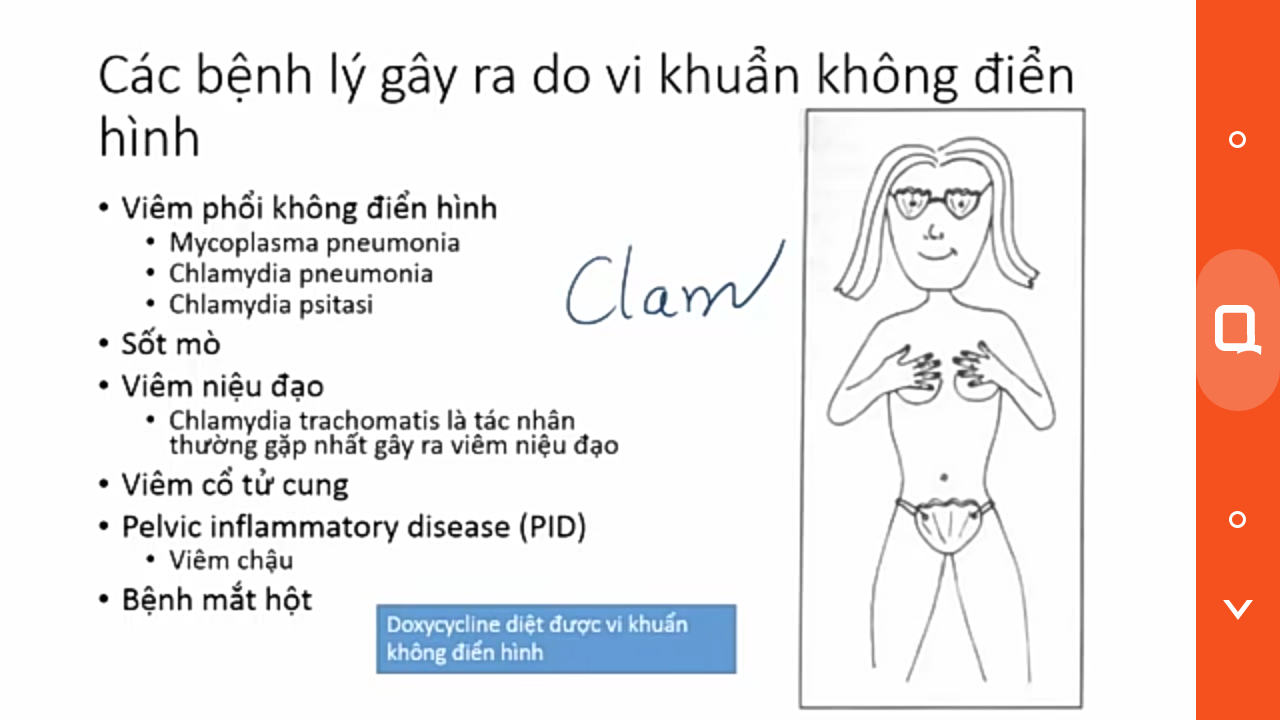 Các bệnh lý gây ra do vi khuẩn không điển
hình
• Viêm phổi không điển hình
• Mycoplasma pneumonia
• Chlamydia pneumonia
• Chlamydia psitasi
• Sốt mò
• Viêm niệu đạo
• Chlamydia trachomatis là tác nhân
thường gặp nhất gây ra viêm niệu đạo
• Viêm cổ tử cung
• Pelvic inflammatory disease (PID)
• Viêm chậu
• Bệnh mắt hột
Clam
Doxycycline diệt được vi khuẩn
không điển hình